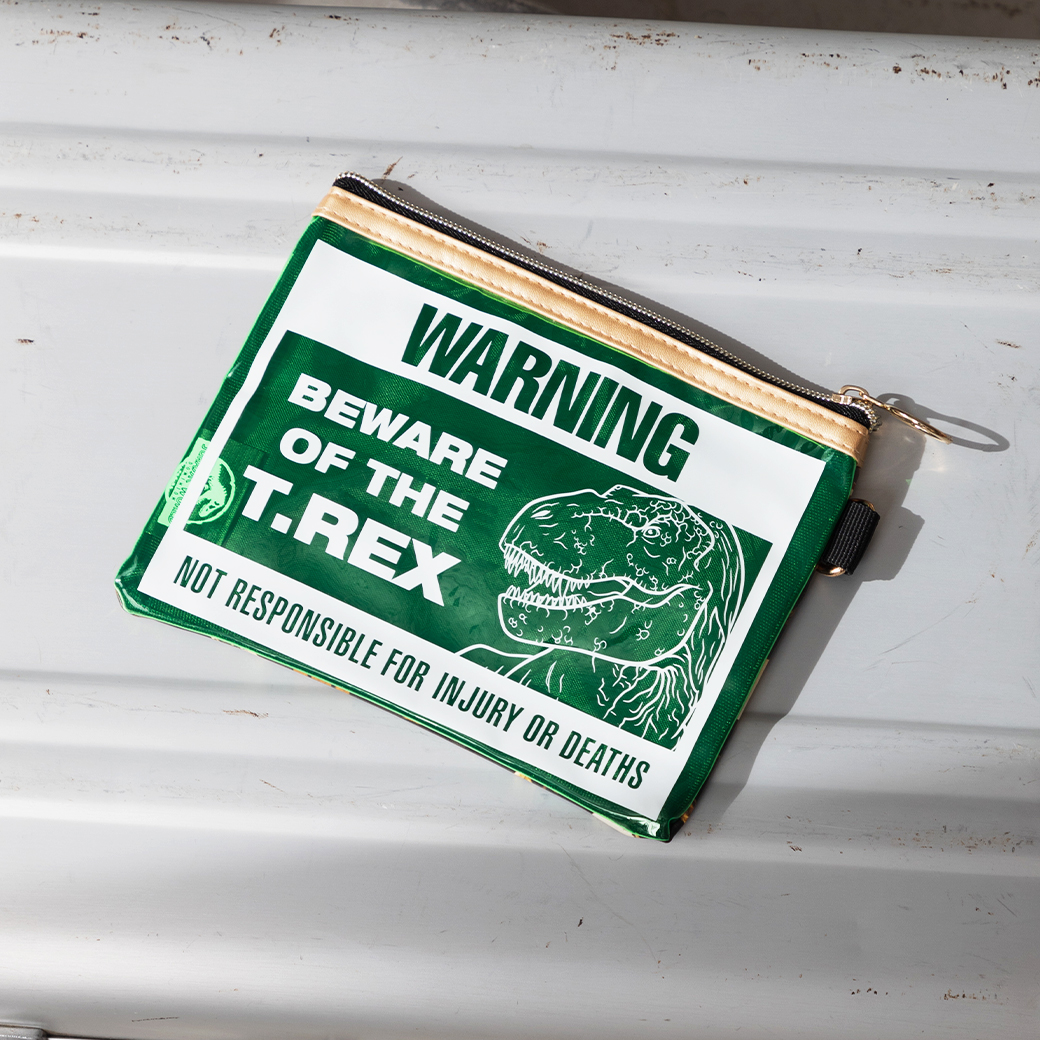 WARNING
BEWARE
OF THE
T.REX
NOT RESPONSIBLE FOR INJURY OR DEATHS